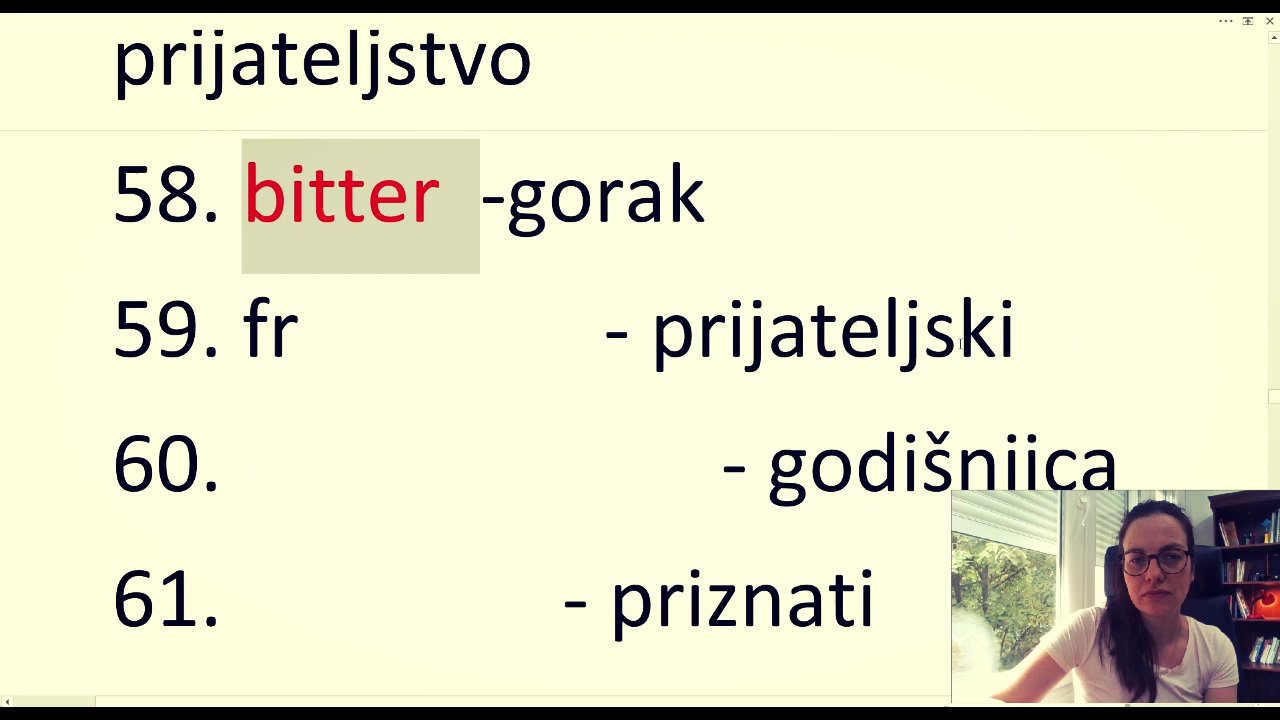 prijateljstvo
58. bitter -gorak
59. fr - prijateljski
60. - godišnjica
61. - priznati